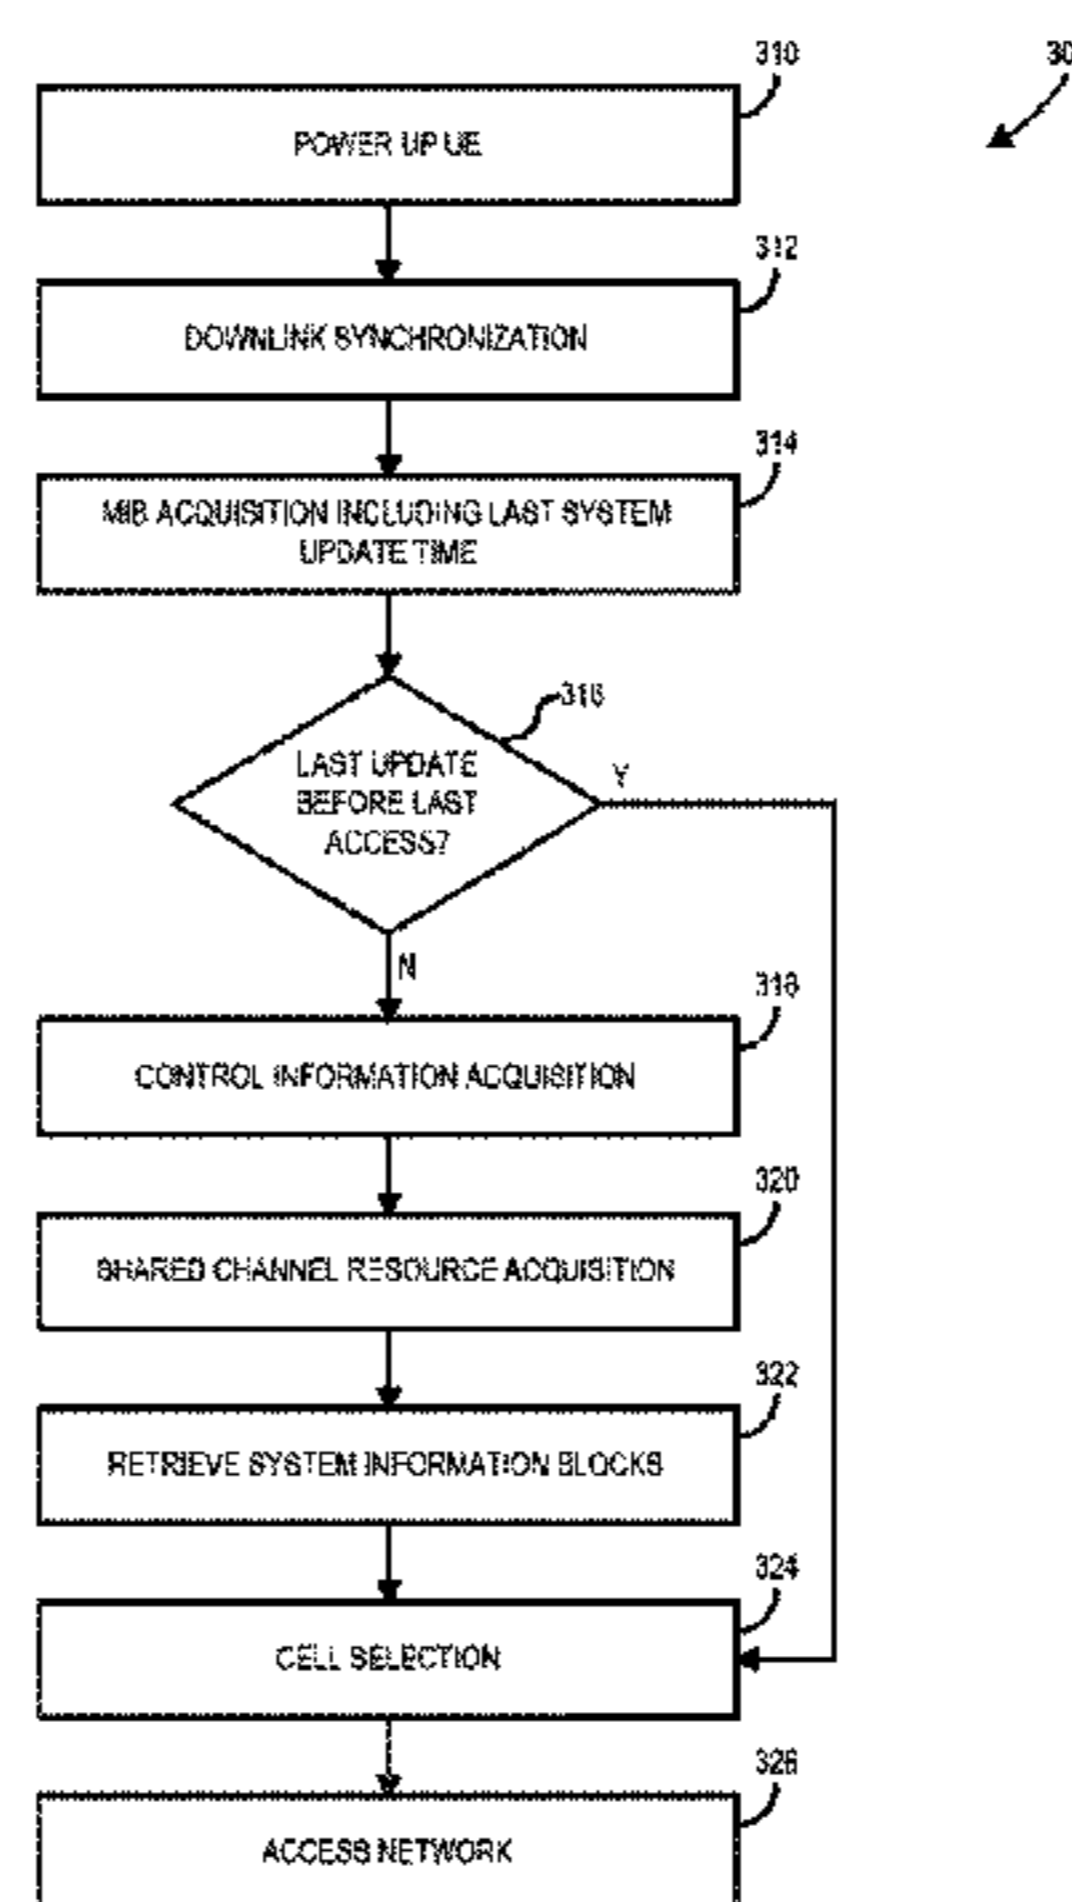 310
30
POWER UP UE
312
DOWNLINK SYNCHRONIZATION
314
MIB ACQUISITION INCLUDING LAST SYSTEM
UPDATE TIME
316
LAST UPDATE
BEFORE LAST
ACCESS?
Y
N
318
CONTROL INFORMATION ACQUISITION
320
SHARED CHANNEL RESOURCE ACQUISITION
322
RETRIEVE SYSTEM INFORMATION BLOCKS
324
CELL SELECTION
326
ACCESS NETWORK